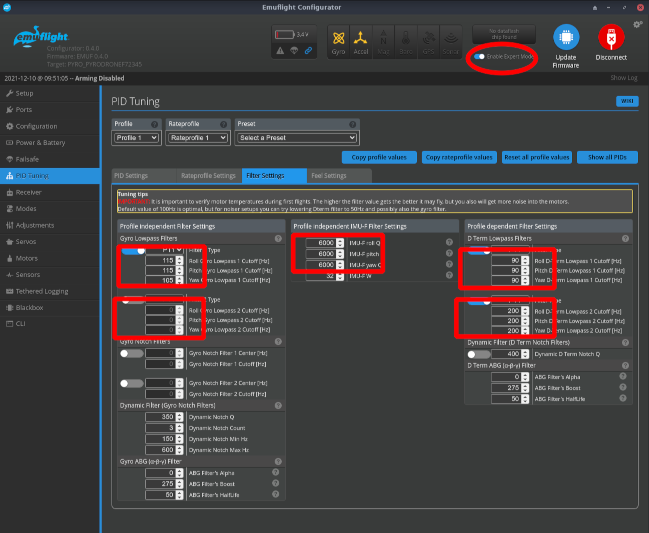 Emuflight Configurator
emuflight
Configurator: 0.4.0
Firmware: EMUF 0.4.0
Target: PYRO_PYRODRONEF72345
3.4 V
Gyro
Accel
No dataflash
chip found
Enable Expert Mode
Update
Firmware
Disconnect
2021-12-10 @ 09:51:05 -- Arming Disabled
Show Log
Setup
Ports
Configuration
Power & Battery
Failsafe
PID Tuning
Receiver
Modes
Adjustments
Servos
Motors
Sensors
Tethered Logging
Blackbox
CLI
PID Tuning
WIKI
Profile
Profile 1
Rateprofile
Rateprofile 1
Preset
Select a Preset
Copy profile values
Copy rateprofile values
Reset all profile values
Show all PIDs
PID Settings
Rateprofile Settings
Filter Settings
Feel Settings
Tuning tips
It is important to verify motor temperatures during first flights. The higher the filter value gets the better it may fly, but you also will get more noise into the motors.
Default value of 100Hz is optimal, but for noiser setups you can try lowering Dterm filter to 50Hz and possibly also the gyro filter.
Profile independent Filter Settings
Gyro Lowpass Filters
Filter Type
115 Roll Gyro Lowpass 1 Cutoff [Hz]
115 Pitch Gyro Lowpass 1 Cutoff [Hz]
105 Yaw Gyro Lowpass 1 Cutoff [Hz]
Type
0 Roll Gyro Lowpass 2 Cutoff [Hz]
0 Pitch Gyro Lowpass 2 Cutoff [Hz]
0 Yaw Gyro Lowpass 2 Cutoff [Hz]
Gyro Notch Filters
0 Gyro Notch Filter 1 Center [Hz]
0 Gyro Notch Filter 1 Cutoff [Hz]
0 Gyro Notch Filter 2 Center [Hz]
0 Gyro Notch Filter 2 Cutoff [Hz]
Dynamic Filter (Gyro Notch Filters)
350 Dynamic Notch Q
3 Dynamic Notch Count
150 Dynamic Notch Min Hz
600 Dynamic Notch Max Hz
Gyro ABG (α-β-γ) Filter
0 ABG Filter's Alpha
275 ABG Filter's Boost
50 ABG Filter's HalfLife
Profile independent IMU-F Filter Settings
6000 IMU-F roll Q
6000 IMU-F pitch
6000 IMU-F yaw Q
32 IMU-F W
Profile dependent Filter Settings
D Term Lowpass Filters
Type
90 Roll D-Term Lowpass 1 Cutoff [Hz]
90 Pitch D-Term Lowpass 1 Cutoff [Hz]
90 Yaw D-Term Lowpass 1 Cutoff [Hz]
Filter Type
200 Roll D-Term Lowpass 2 Cutoff [Hz]
200 Pitch D-Term Lowpass 2 Cutoff [Hz]
200 Yaw D-Term Lowpass 2 Cutoff [Hz]
Dynamic Filter (D Term Notch Filters)
400 Dynamic D Term Notch Q
D Term ABG (α-β-γ) Filter
0 ABG Filter's Alpha
275 ABG Filter's Boost
50 ABG Filter's HalfLife